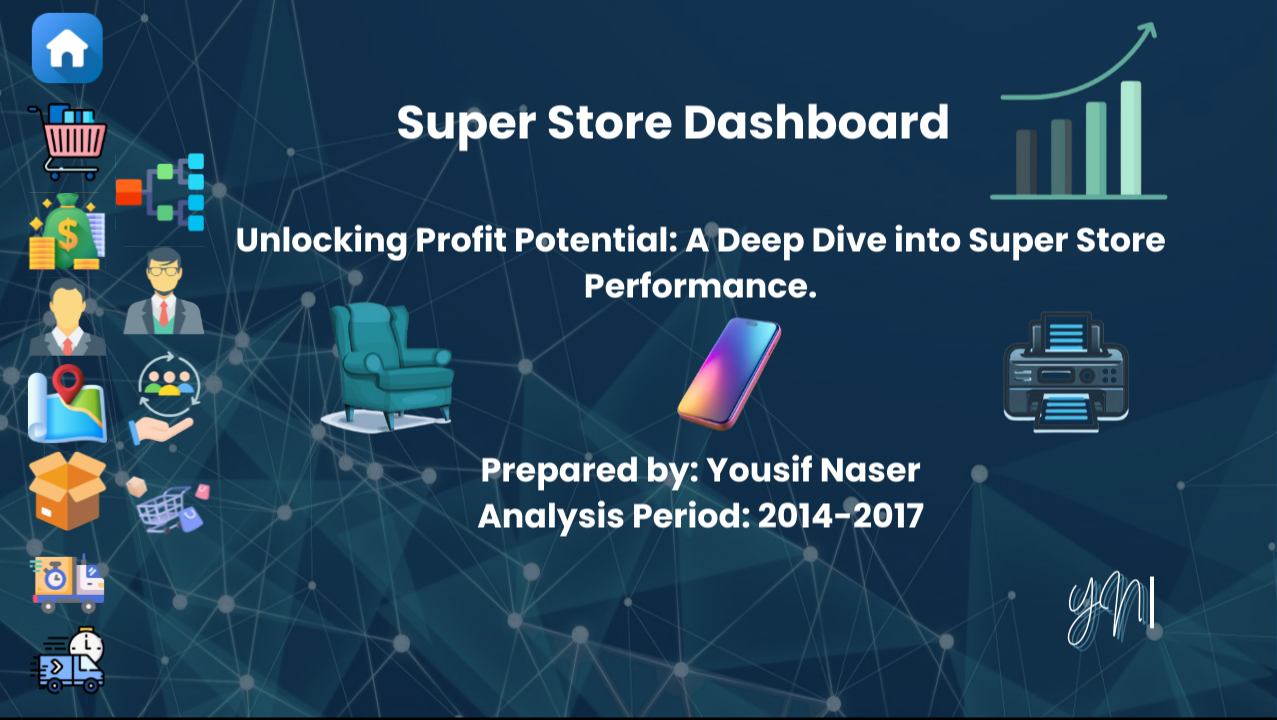 Super Store Dashboard
Unlocking Profit Potential: A Deep Dive into Super Store
Performance.
Prepared by: Yousif Naser
Analysis Period: 2014-2017